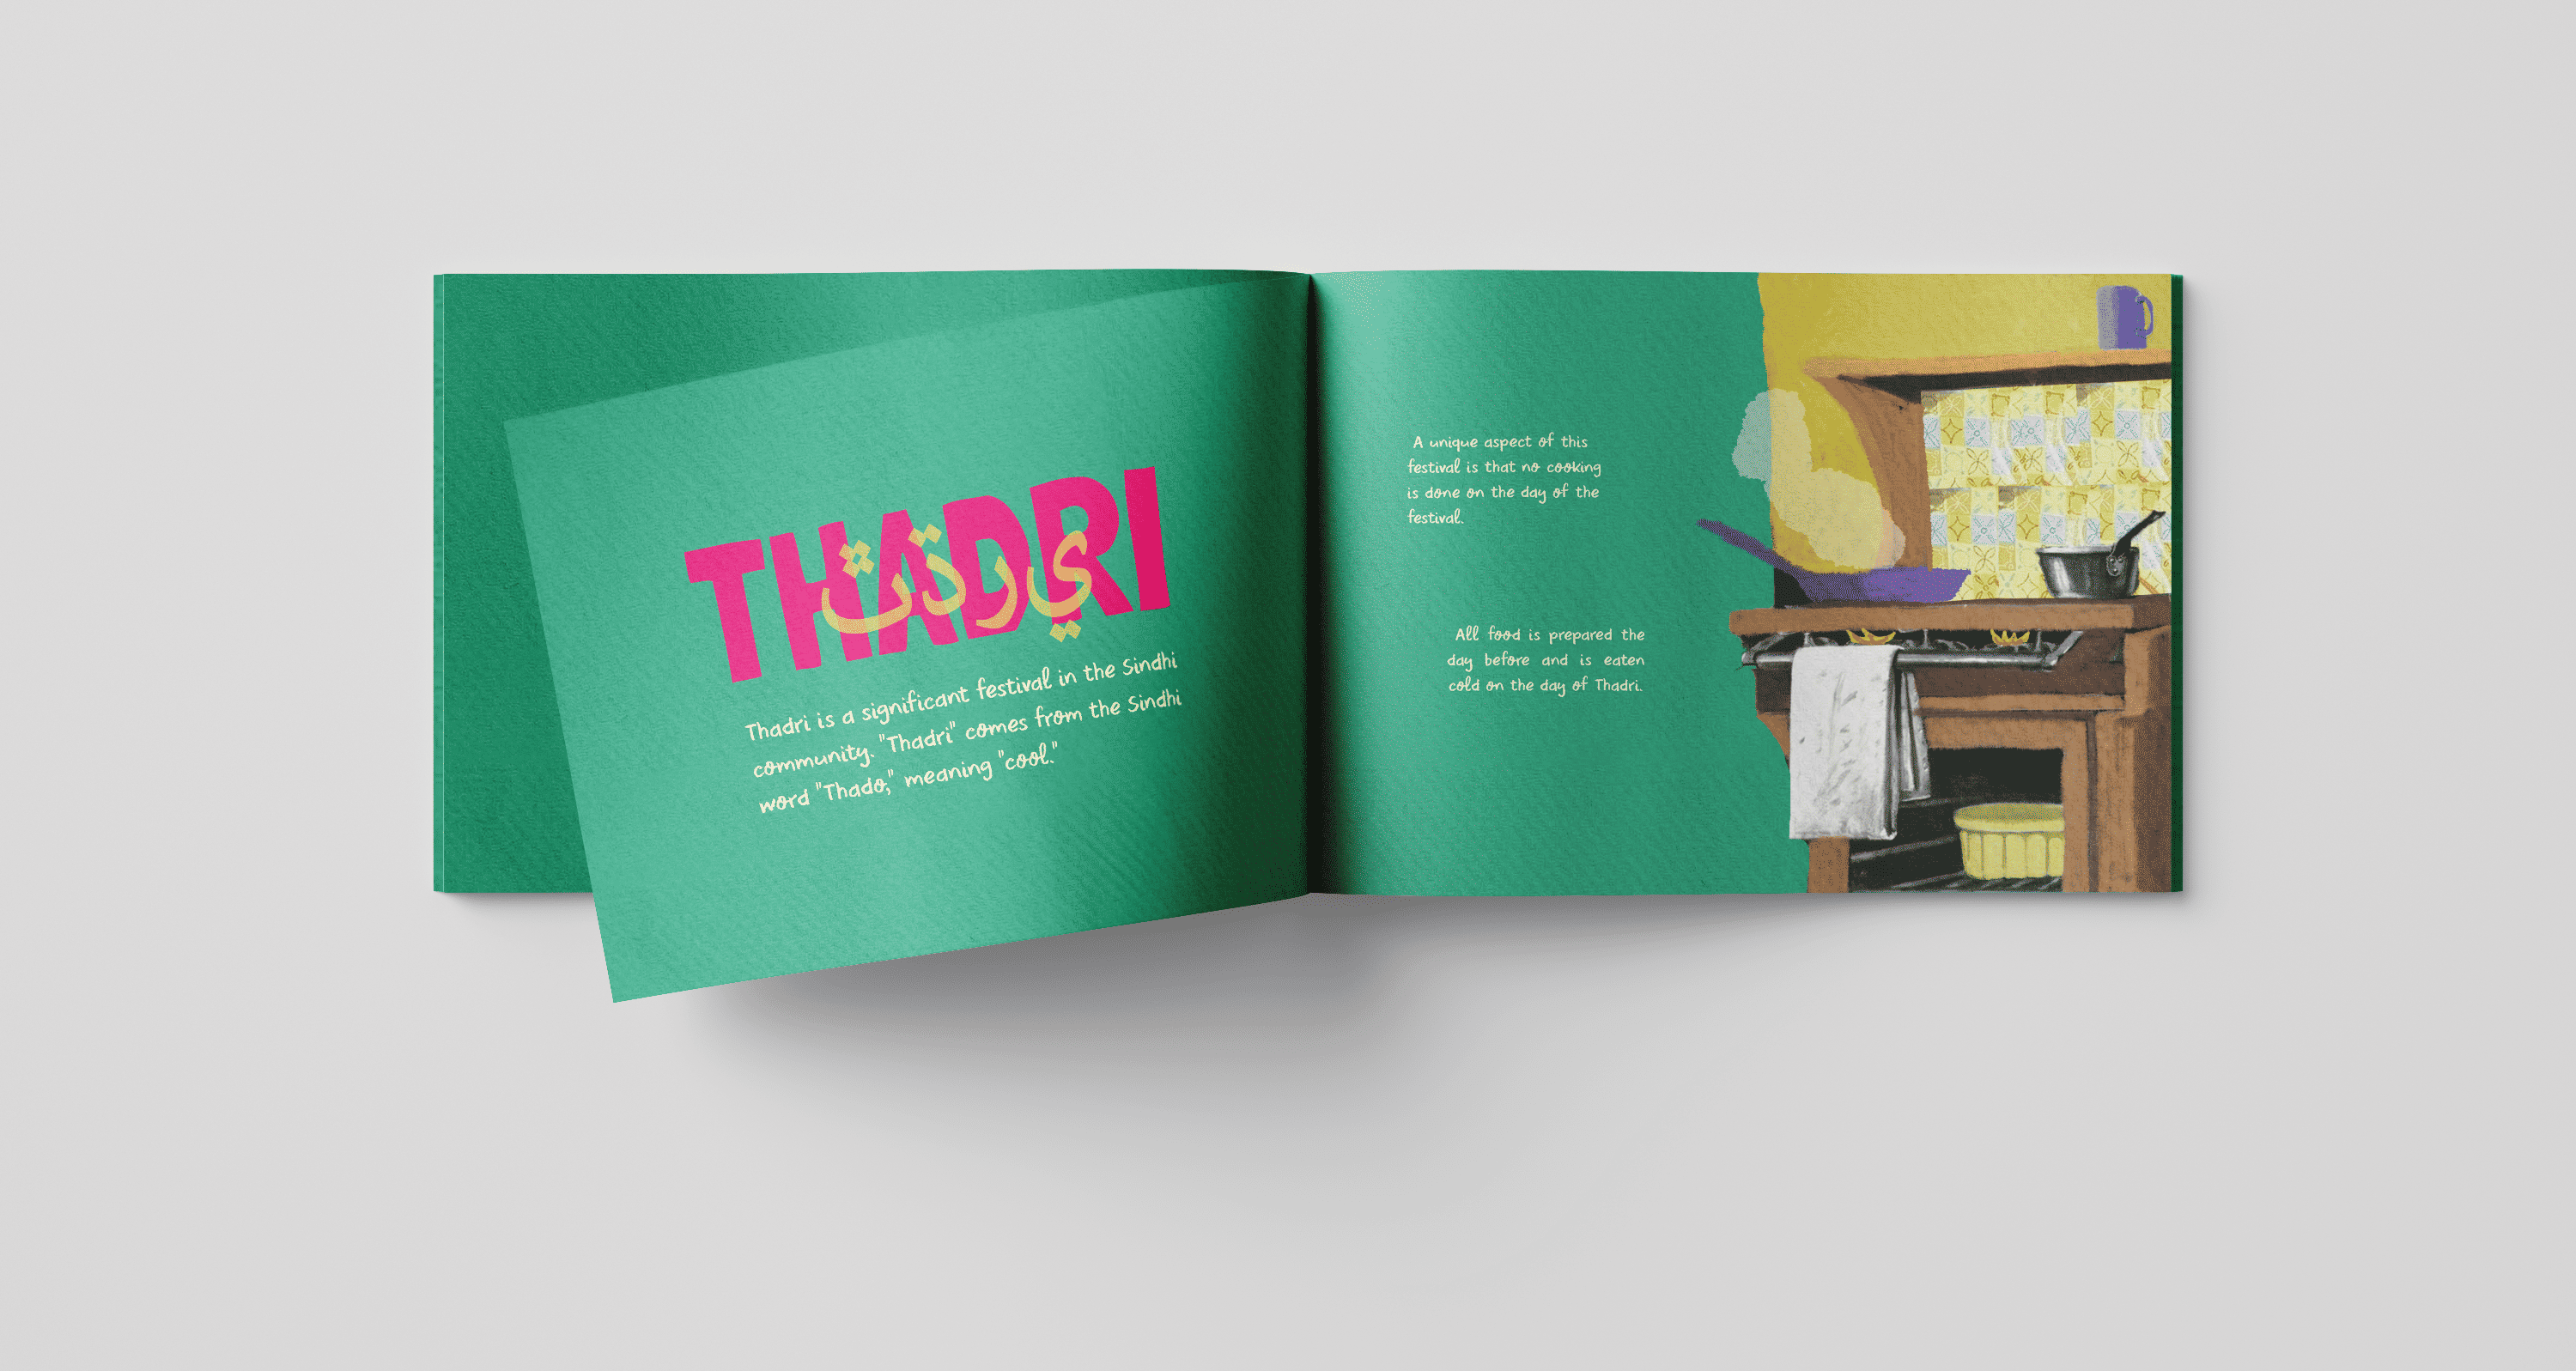 THADRI
ي ر ڌ ٿ
Thadri is a significant festival in the Sindhi
community. "Thadri" comes from the Sindhi
word "Thado," meaning "cool."
A unique aspect of this
festival is that no cooking
is done on the day of the
festival.
All food is prepared the
day before and is eaten
cold on the day of Thadri.